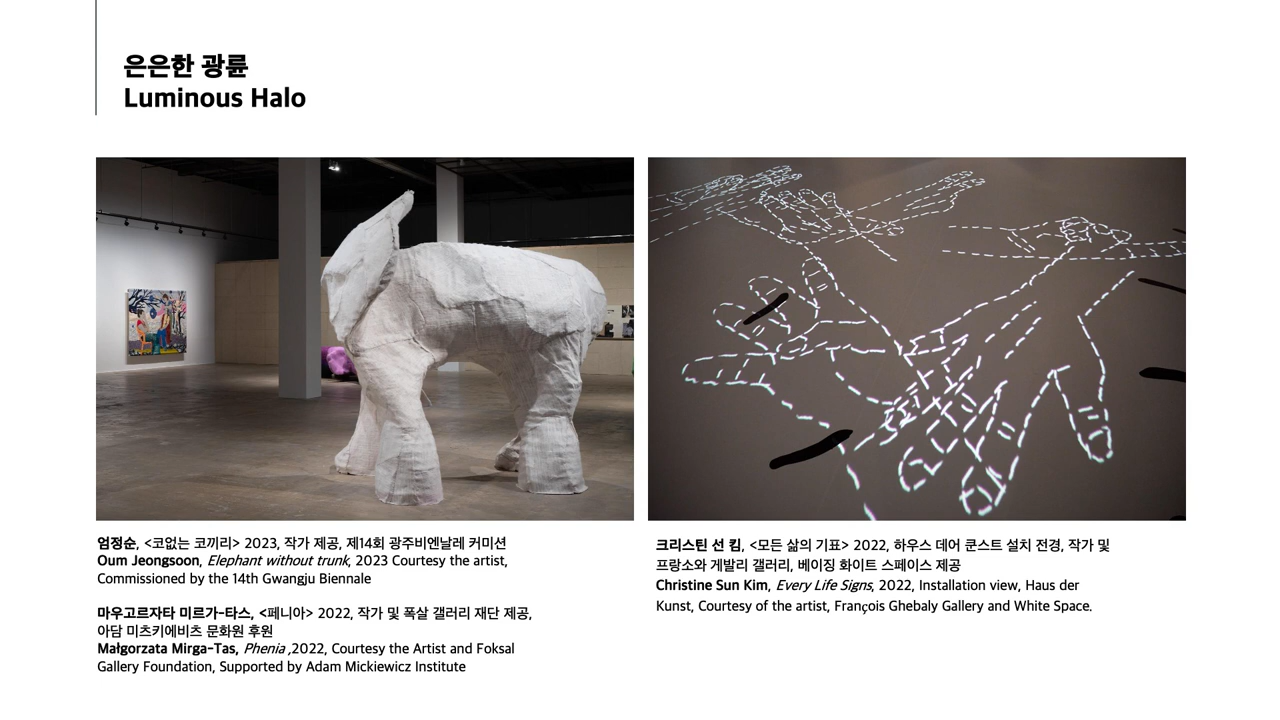 은은한 광륜
Luminous Halo
엄정순, <코없는 코끼리> 2023, 작가 제공, 제14회 광주비엔날레 커미션
Oum Jeongsoon, Elephant without trunk, 2023 Courtesy the artist,
Commissioned by the 14th Gwangju Biennale
마우고르자타 미르가-타스, <페니아> 2022, 작가 및 폭살 갤러리 재단 제공,
아담 미츠키에비츠 문화원 후원
Małgorzata Mirga-Tas, Phenia ,2022, Courtesy the Artist and Foksal
Gallery Foundation, Supported by Adam Mickiewicz Institute
크리스틴 선 킴, <모든 삶의 기표> 2022, 하우스 데어 쿤스트 설치 전경, 작가 및
프랑소와 게발리 갤러리, 베이징 화이트 스페이스 제공
Christine Sun Kim, Every Life Signs, 2022, Installation view, Haus der
Kunst, Courtesy of the artist, François Ghebaly Gallery and White Space.